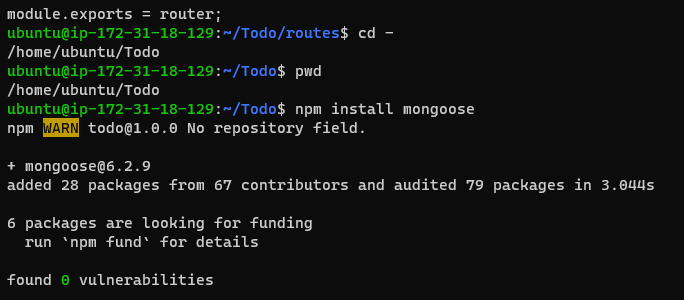 module.exports = router;
ubuntu@ip-172-31-18-129:~/Todo/routes$ cd -
/home/ubuntu/Todo
ubuntu@ip-172-31-18-129:~/Todo$ pwd
/home/ubuntu/Todo
ubuntu@ip-172-31-18-129:~/Todo$ npm install mongoose
npm WARN todo@1.0.0 No repository field.

+ mongoose@6.2.9
added 28 packages from 67 contributors and audited 79 packages in 3.044s

6 packages are looking for funding
  run `npm fund` for details

found 0 vulnerabilities